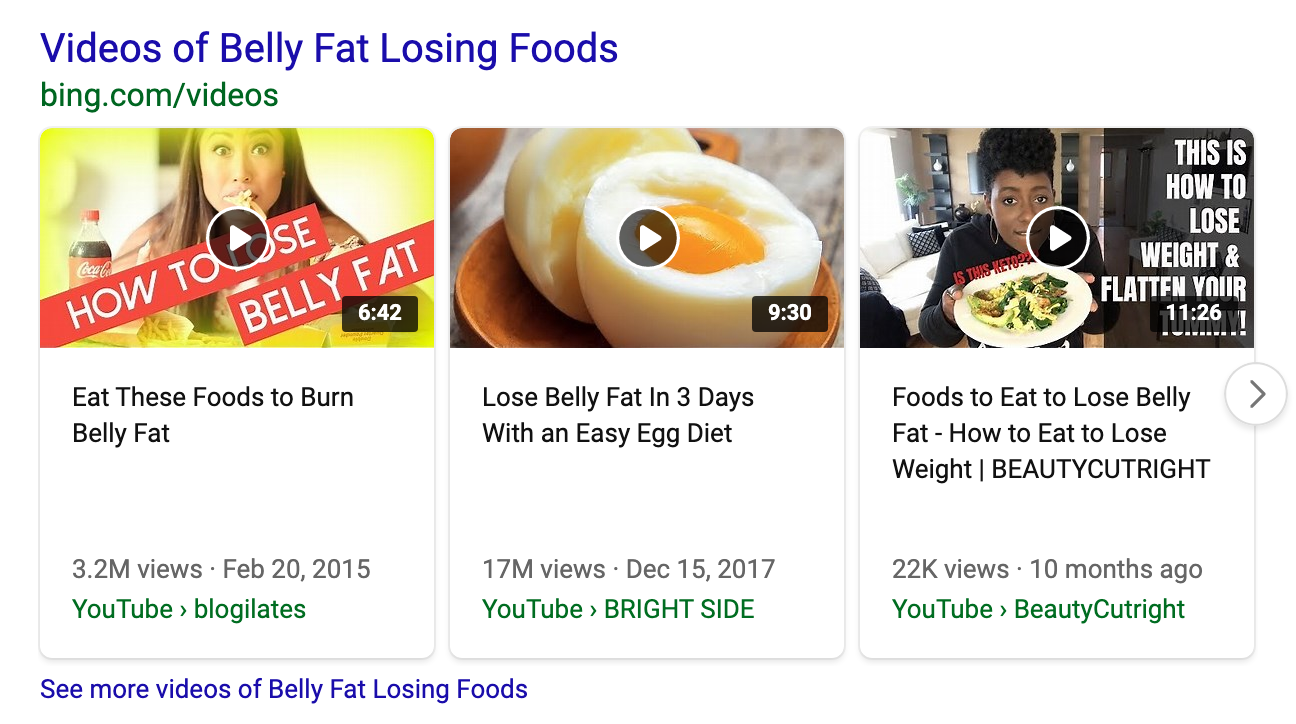 Videos of Belly Fat Losing Foods
bing.com/videos
Coca-Cola
HOW TO LOSE
BELLY FAT
6:42
Eat These Foods to Burn
Belly Fat
3.2M views · Feb 20, 2015
YouTube › blogilates
9:30
Lose Belly Fat In 3 Days
With an Easy Egg Diet
17M views · Dec 15, 2017
YouTube › BRIGHT SIDE
THIS IS
HOW TO
LOSE
WEIGHT &
FLATTEN YOUR
TUMMY!
IS THIS KETO??
11:26
Foods to Eat to Lose Belly
Fat - How to Eat to Lose
Weight | BEAUTYCUTRIGHT
22K views · 10 months ago
YouTube › BeautyCutright
See more videos of Belly Fat Losing Foods